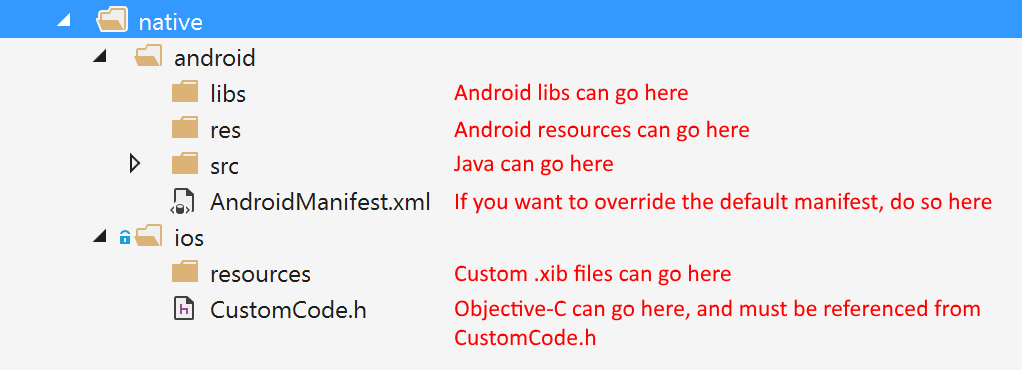 native
android
libs Android libs can go here
res Android resources can go here
src Java can go here
AndroidManifest.xml If you want to override the default manifest, do so here
ios
resources Custom .xib files can go here
CustomCode.h Objective-C can go here, and must be referenced from
CustomCode.h